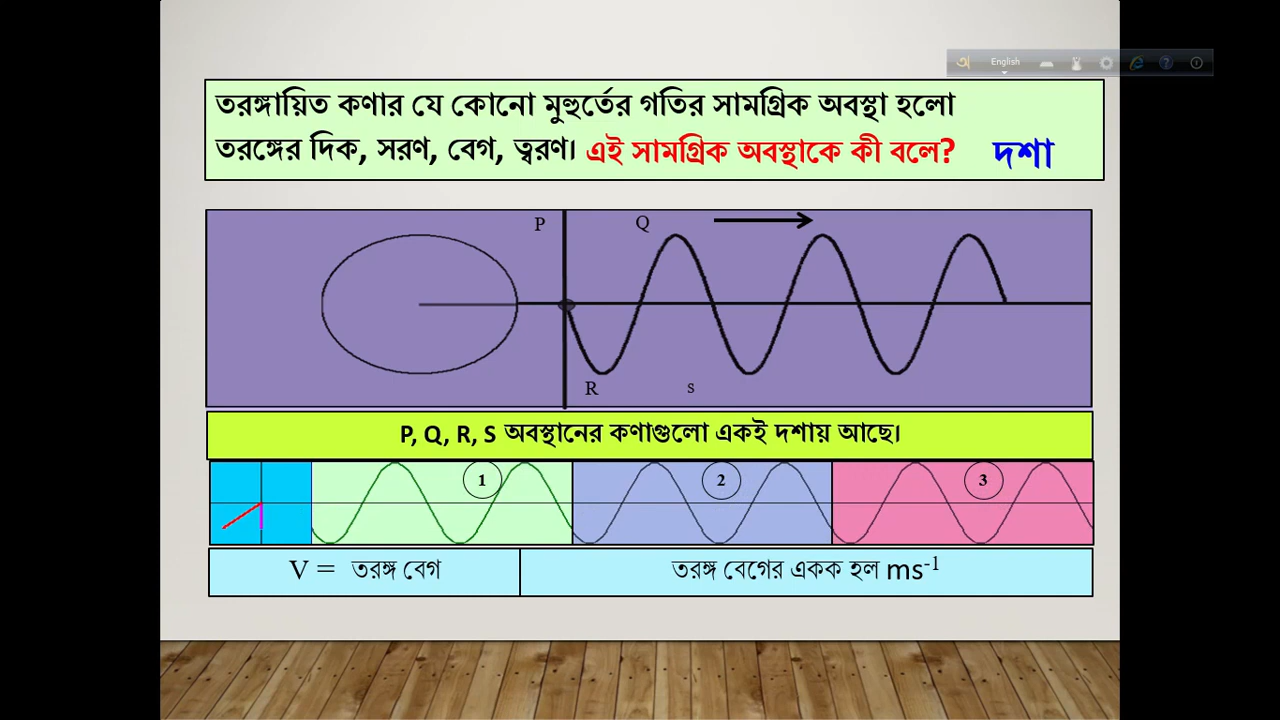 অ English
তরঙ্গায়িত কণার যে কোনো মুহুর্তের গতির সামগ্রিক অবস্থা হলো
তরঙ্গের দিক, সরণ, বেগ, ত্বরণ। এই সামগ্রিক অবস্থাকে কী বলে? দশা
P Q
R s
P, Q, R, S অবস্থানের কণাগুলো একই দশায় আছে।
1 2 3
V = তরঙ্গ বেগ
তরঙ্গ বেগের একক হল ms⁻¹